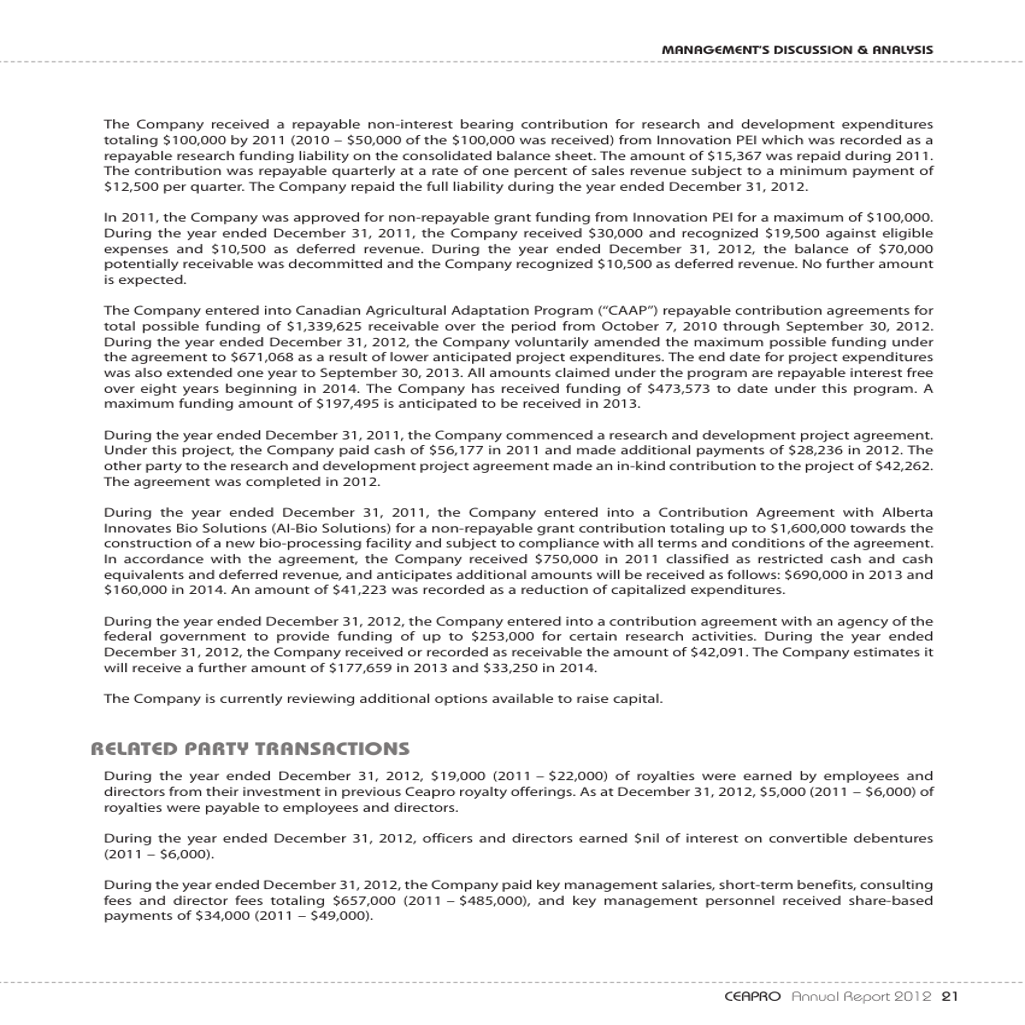 MANAGEMENT'S DISCUSSION & ANALYSIS
The Company received a repayable non-interest bearing contribution for research and development expenditures
totaling $100,000 by 2011 (2010 – $50,000 of the $100,000 was received) from Innovation PEI which was recorded as a
repayable research funding liability on the consolidated balance sheet. The amount of $15,367 was repaid during 2011.
The contribution was repayable quarterly at a rate of one percent of sales revenue subject to a minimum payment of
$12,500 per quarter. The Company repaid the full liability during the year ended December 31, 2012.
In 2011, the Company was approved for non-repayable grant funding from Innovation PEI for a maximum of $100,000.
During the year ended December 31, 2011, the Company received $30,000 and recognized $19,500 against eligible
expenses and $10,500 as deferred revenue. During the year ended December 31, 2012, the balance of $70,000
potentially receivable was decommitted and the Company recognized $10,500 as deferred revenue. No further amount
is expected.
The Company entered into Canadian Agricultural Adaptation Program (“CAAP”) repayable contribution agreements for
total possible funding of $1,339,625 receivable over the period from October 7, 2010 through September 30, 2012.
During the year ended December 31, 2012, the Company voluntarily amended the maximum possible funding under
the agreement to $671,068 as a result of lower anticipated project expenditures. The end date for project expenditures
was also extended one year to September 30, 2013. All amounts claimed under the program are repayable interest free
over eight years beginning in 2014. The Company has received funding of $473,573 to date under this program. A
maximum funding amount of $197,495 is anticipated to be received in 2013.
During the year ended December 31, 2011, the Company commenced a research and development project agreement.
Under this project, the Company paid cash of $56,177 in 2011 and made additional payments of $28,236 in 2012. The
other party to the research and development project agreement made an in-kind contribution to the project of $42,262.
The agreement was completed in 2012.
During the year ended December 31, 2011, the Company entered into a Contribution Agreement with Alberta
Innovates Bio Solutions (AI-Bio Solutions) for a non-repayable grant contribution totaling up to $1,600,000 towards the
construction of a new bio-processing facility and subject to compliance with all terms and conditions of the agreement.
In accordance with the agreement, the Company received $750,000 in 2011 classified as restricted cash and cash
equivalents and deferred revenue, and anticipates additional amounts will be received as follows: $690,000 in 2013 and
$160,000 in 2014. An amount of $41,223 was recorded as a reduction of capitalized expenditures.
During the year ended December 31, 2012, the Company entered into a contribution agreement with an agency of the
federal government to provide funding of up to $253,000 for certain research activities. During the year ended
December 31, 2012, the Company received or recorded as receivable the amount of $42,091. The Company estimates it
will receive a further amount of $177,659 in 2013 and $33,250 in 2014.
The Company is currently reviewing additional options available to raise capital.
RELATED PARTY TRANSACTIONS
During the year ended December 31, 2012, $19,000 (2011 – $22,000) of royalties were earned by employees and
directors from their investment in previous Ceapro royalty offerings. As at December 31, 2012, $5,000 (2011 – $6,000) of
royalties were payable to employees and directors.
During the year ended December 31, 2012, officers and directors earned $nil of interest on convertible debentures
(2011 – $6,000).
During the year ended December 31, 2012, the Company paid key management salaries, short-term benefits, consulting
fees and director fees totaling $657,000 (2011 – $485,000), and key management personnel received share-based
payments of $34,000 (2011 – $49,000).
CEAPRO Annual Report 2012 21